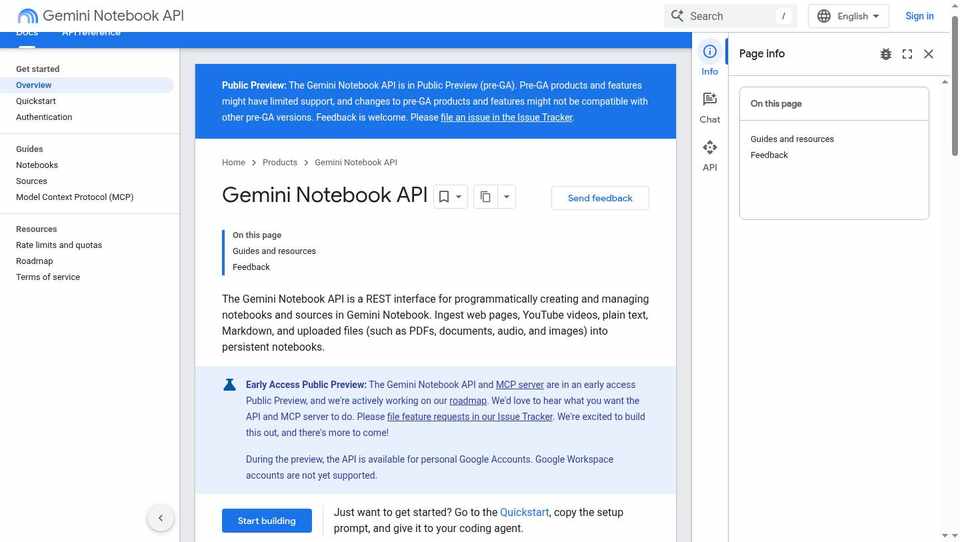 Gemini Notebook API
Search
/
English
Sign in
Docs
API reference
Get started
Overview
Quickstart
Authentication
Guides
Notebooks
Sources
Model Context Protocol (MCP)
Resources
Rate limits and quotas
Roadmap
Terms of service
Public Preview: The Gemini Notebook API is in Public Preview (pre-GA). Pre-GA products and features
might have limited support, and changes to pre-GA products and features might not be compatible with
other pre-GA versions. Feedback is welcome. Please file an issue in the Issue Tracker.
Home > Products > Gemini Notebook API
Gemini Notebook API
Send feedback
On this page
Guides and resources
Feedback
The Gemini Notebook API is a REST interface for programmatically creating and managing
notebooks and sources in Gemini Notebook. Ingest web pages, YouTube videos, plain text,
Markdown, and uploaded files (such as PDFs, documents, audio, and images) into
persistent notebooks.
Early Access Public Preview: The Gemini Notebook API and MCP server are in an early access
Public Preview, and we're actively working on our roadmap. We'd love to hear what you want the
API and MCP server to do. Please file feature requests in our Issue Tracker. We're excited to build
this out, and there's more to come!
During the preview, the API is available for personal Google Accounts. Google Workspace
accounts are not yet supported.
Start building
Just want to get started? Go to the Quickstart, copy the setup
prompt, and give it to your coding agent.
Info
Chat
API
Page info
On this page
Guides and resources
Feedback